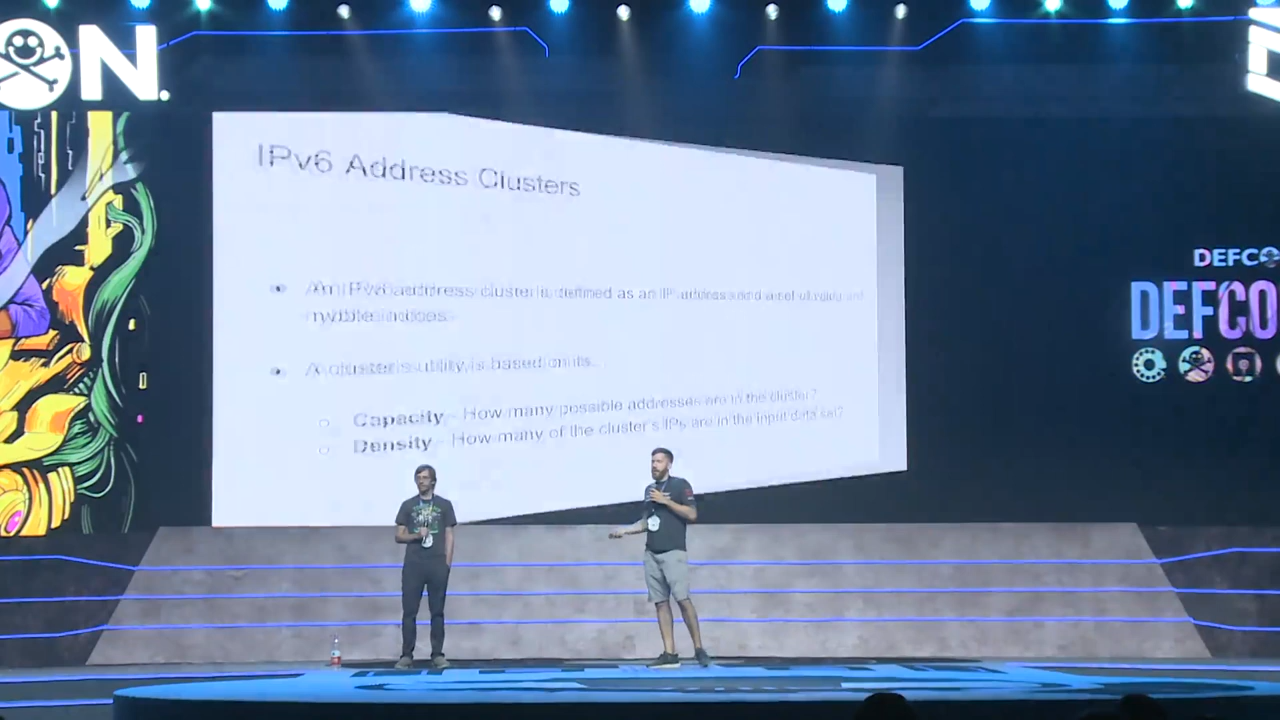 ON.
IPv6 Address Clusters
An IPv6 address cluster is defined as an IP address and a set of
nybble indices.
A cluster's utility is based on its...
Capacity - How many possible addresses are in the cluster?
Density - How many of the cluster's IPs are in the input data set?
DEFCO
DEFCO